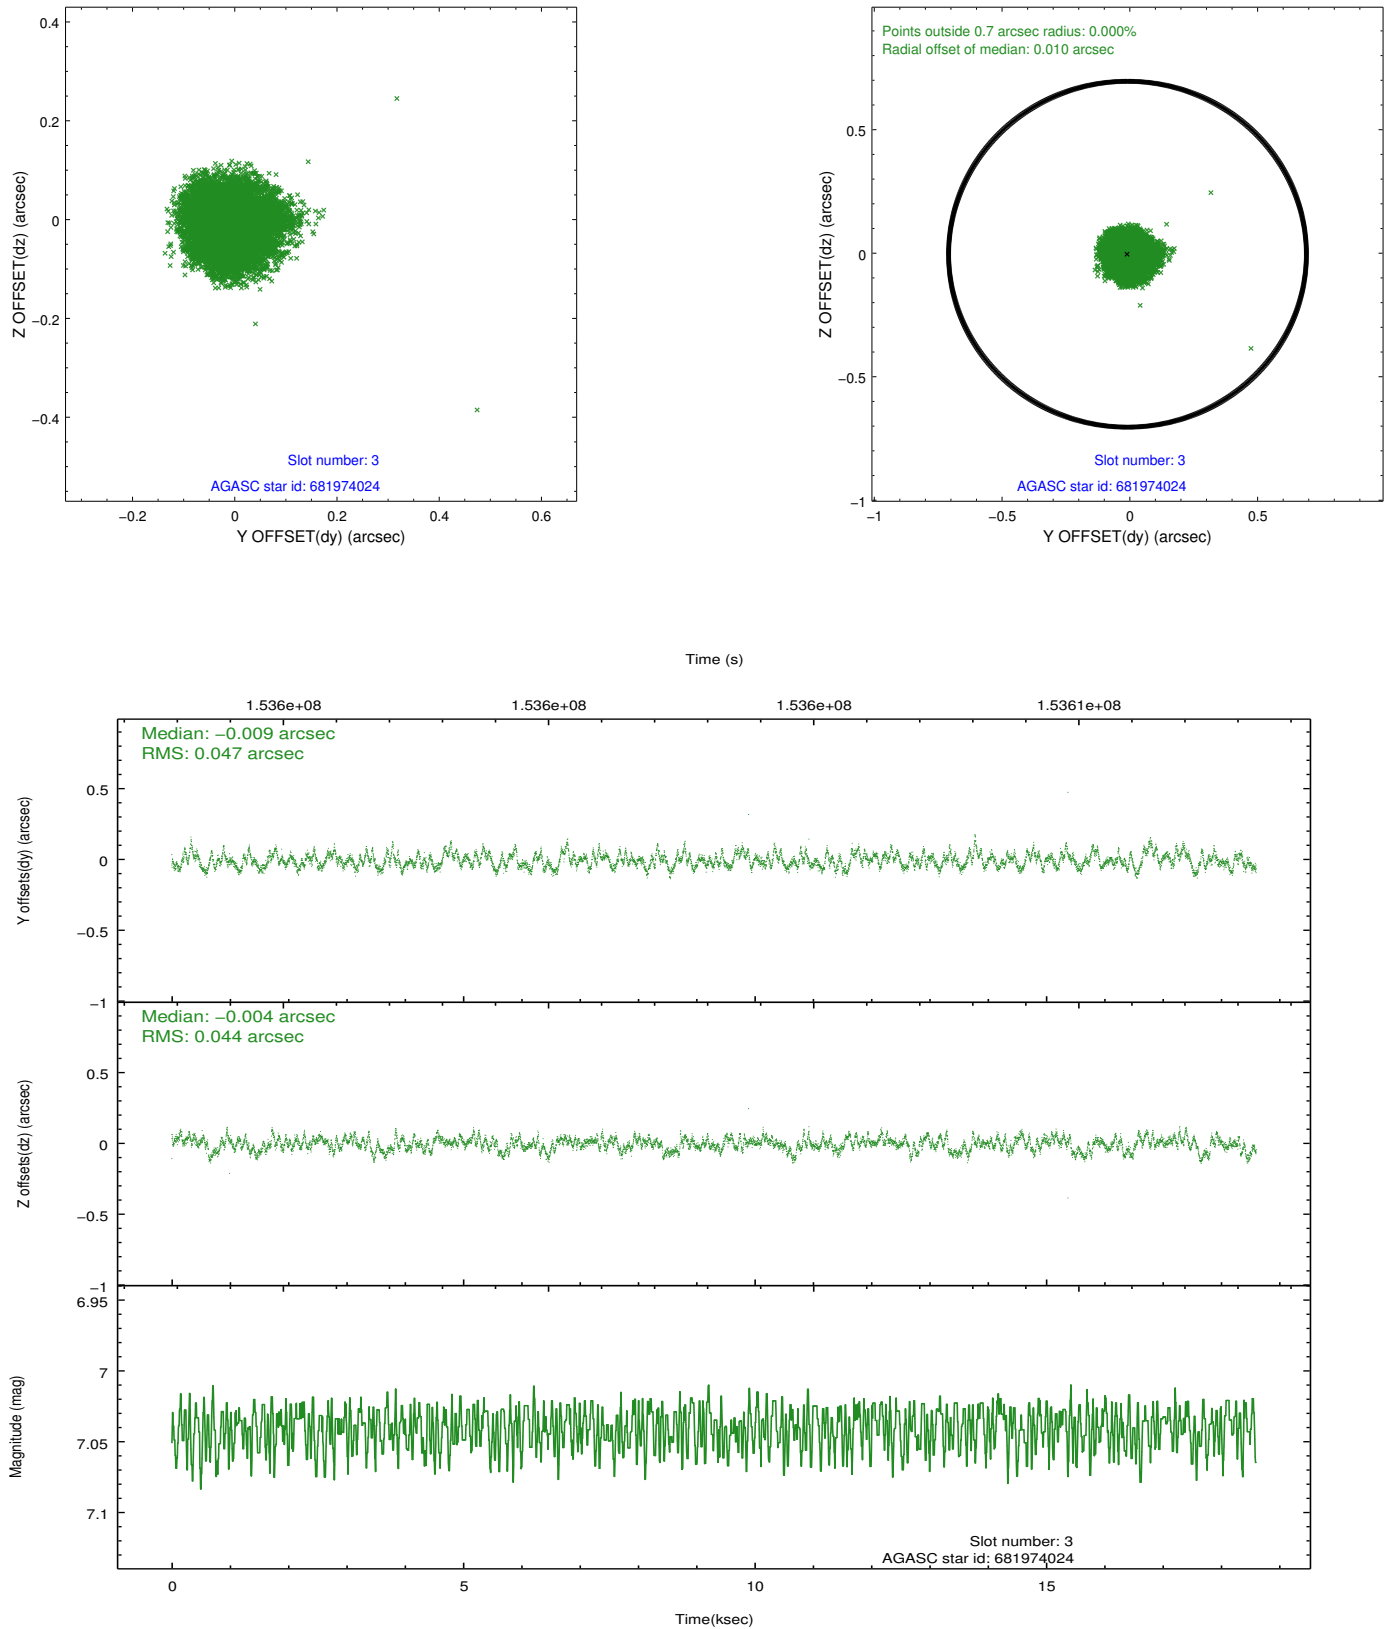 0.4
0.2
0
−0.2
−0.4
Z OFFSET(dz) (arcsec)
Slot number: 3
AGASC star id: 681974024
−0.2
0
0.2
0.4
0.6
Y OFFSET(dy) (arcsec)
Points outside 0.7 arcsec radius: 0.000%
Radial offset of median: 0.010 arcsec
0.5
0
−0.5
−1
Z OFFSET(dz) (arcsec)
Slot number: 3
AGASC star id: 681974024
−1
−0.5
0
0.5
Y OFFSET(dy) (arcsec)
Time (s)
1.536e+08
1.536e+08
1.536e+08
1.5361e+08
Median: −0.009 arcsec
RMS: 0.047 arcsec
0.5
0
−0.5
−1
Y offsets(dy) (arcsec)
Median: −0.004 arcsec
RMS: 0.044 arcsec
0.5
0
−0.5
−1
Z offsets(dz) (arcsec)
6.95
7
7.05
7.1
Magnitude (mag)
Slot number: 3
AGASC star id: 681974024
0
5
10
15
Time(ksec)